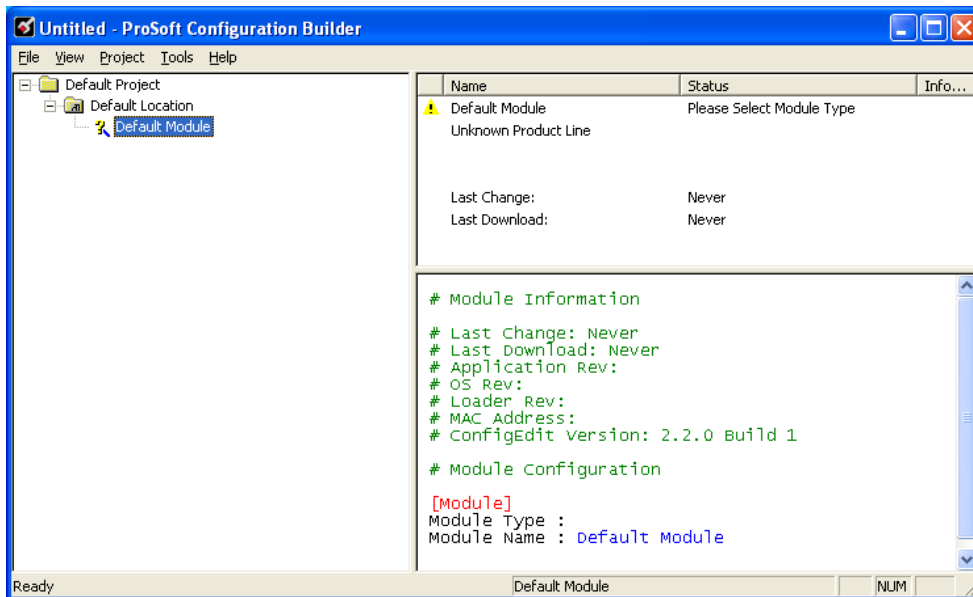 Untitled - ProSoft Configuration Builder
File View Project Tools Help
Default Project
Default Location
Default Module
Name Status Info...
Default Module Please Select Module Type
Unknown Product Line
Last Change: Never
Last Download: Never
# Module Information
# Last Change: Never
# Last Download: Never
# Application Rev:
# OS Rev:
# Loader Rev:
# MAC Address:
# ConfigEdit Version: 2.2.0 Build 1
# Module Configuration
[Module]
Module Type :
Module Name : Default Module
Ready Default Module NUM